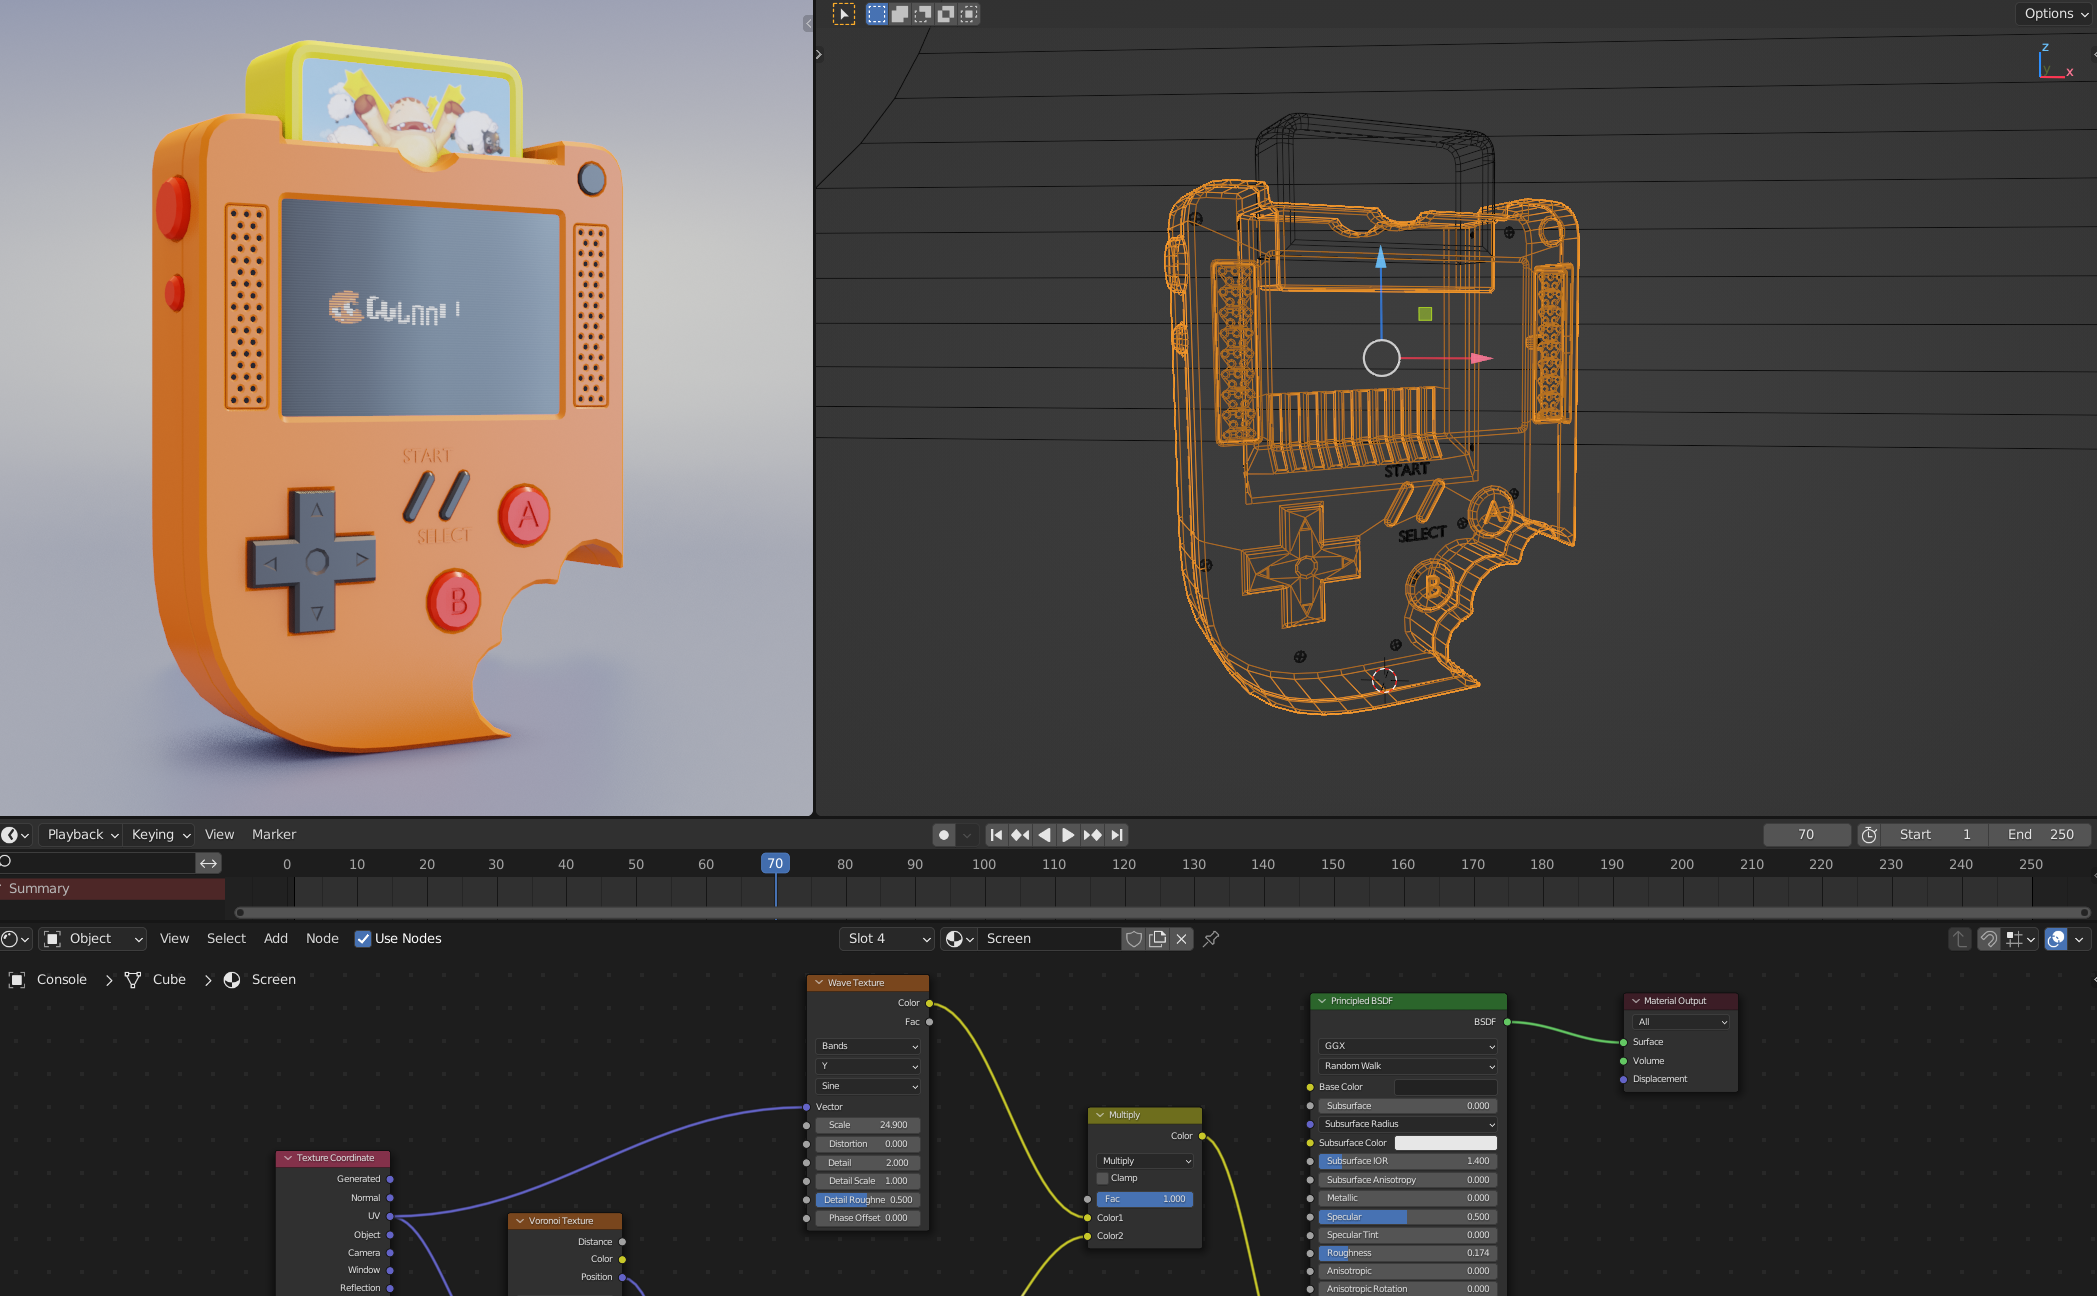 Options
z
y
x
START
SELECT
A
B
START
SELECT
A
B
Playback
Keying
View
Marker
70
Start 1
End 250
0 10 20 30 40 50 60 70 80 90 100 110 120 130 140 150 160 170 180 190 200 210 220 230 240 250
Summary
Object
View
Select
Add
Node
Use Nodes
Slot 4
Screen
Console > Cube > Screen
Wave Texture
Color
Fac
Bands
Y
Sine
Vector
Scale 24.900
Distortion 0.000
Detail 2.000
Detail Scale 1.000
Detail Roughne 0.500
Phase Offset 0.000
Texture Coordinate
Generated
Normal
UV
Object
Camera
Window
Reflection
Voronoi Texture
Distance
Color
Position
Multiply
Color
Multiply
Clamp
Fac 1.000
Color1
Color2
Principled BSDF
BSDF
GGX
Random Walk
Base Color
Subsurface 0.000
Subsurface Radius
Subsurface Color
Subsurface IOR 1.400
Subsurface Anisotropy 0.000
Metallic 0.000
Specular 0.500
Specular Tint 0.000
Roughness 0.174
Anisotropic 0.000
Anisotropic Rotation 0.000
Material Output
All
Surface
Volume
Displacement